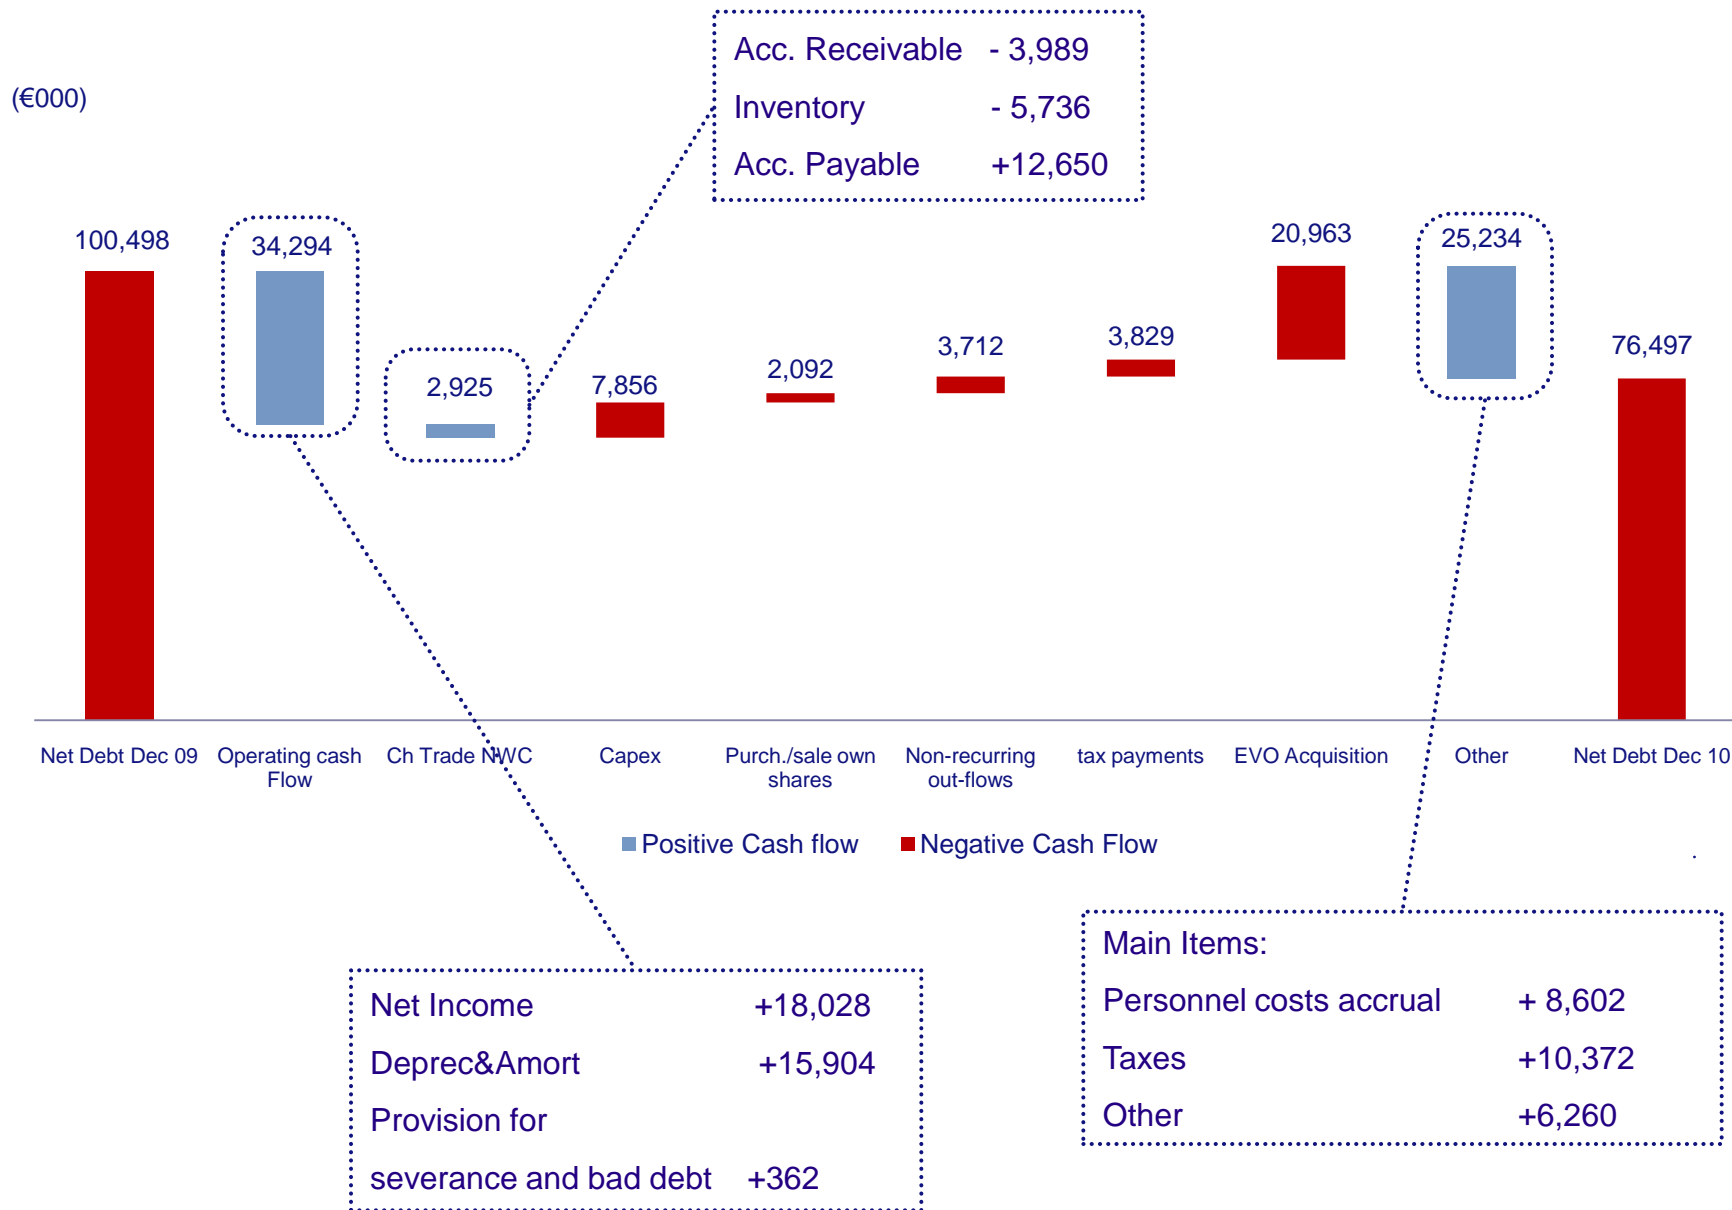 Acc. Receivable - 3,989
(€000)
Inventory - 5,736
Acc. Payable +12,650
100,498
34,294
2,925
7,856
2,092
3,712
3,829
20,963
25,234
76,497
Net Debt Dec 09
Operating cash
Flow
Ch Trade NWC
Capex
Purch./sale own
shares
Non-recurring
out-flows
tax payments
EVO Acquisition
Other
Net Debt Dec 10
Positive Cash flow
Negative Cash Flow
.
Net Income +18,028
Deprec&Amort +15,904
Provision for
severance and bad debt +362
Main Items:
Personnel costs accrual + 8,602
Taxes +10,372
Other +6,260